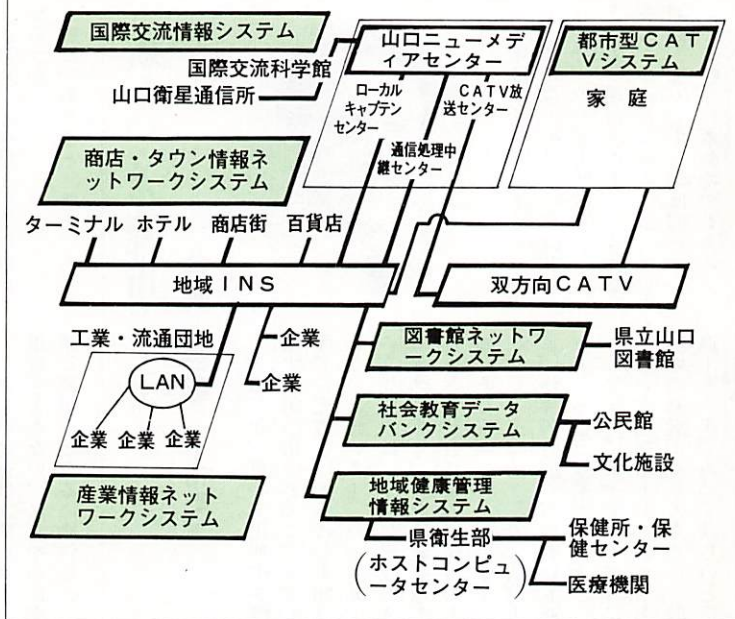 国際交流情報システム
山口ニューメデ
ィアセンター
都市型CAT
Vシステム
国際交流科学館
山口衛星通信所
ローカル
キャプテン
センター
CATV放
送センター
通信処理中
継センター
家庭
商店・タウン情報ネ
ットワークシステム
ターミナル ホテル 商店街 百貨店
地域INS
双方向CATV
工業・流通団地
LAN
企業 企業 企業
企業
企業
図書館ネットワ
ークシステム
県立山口
図書館
社会教育データ
バンクシステム
公民館
文化施設
産業情報ネット
ワークシステム
地域健康管理
情報システム
県衛生部
(ホストコンピュ
ータセンター)
保健所・保
健センター
医療機関